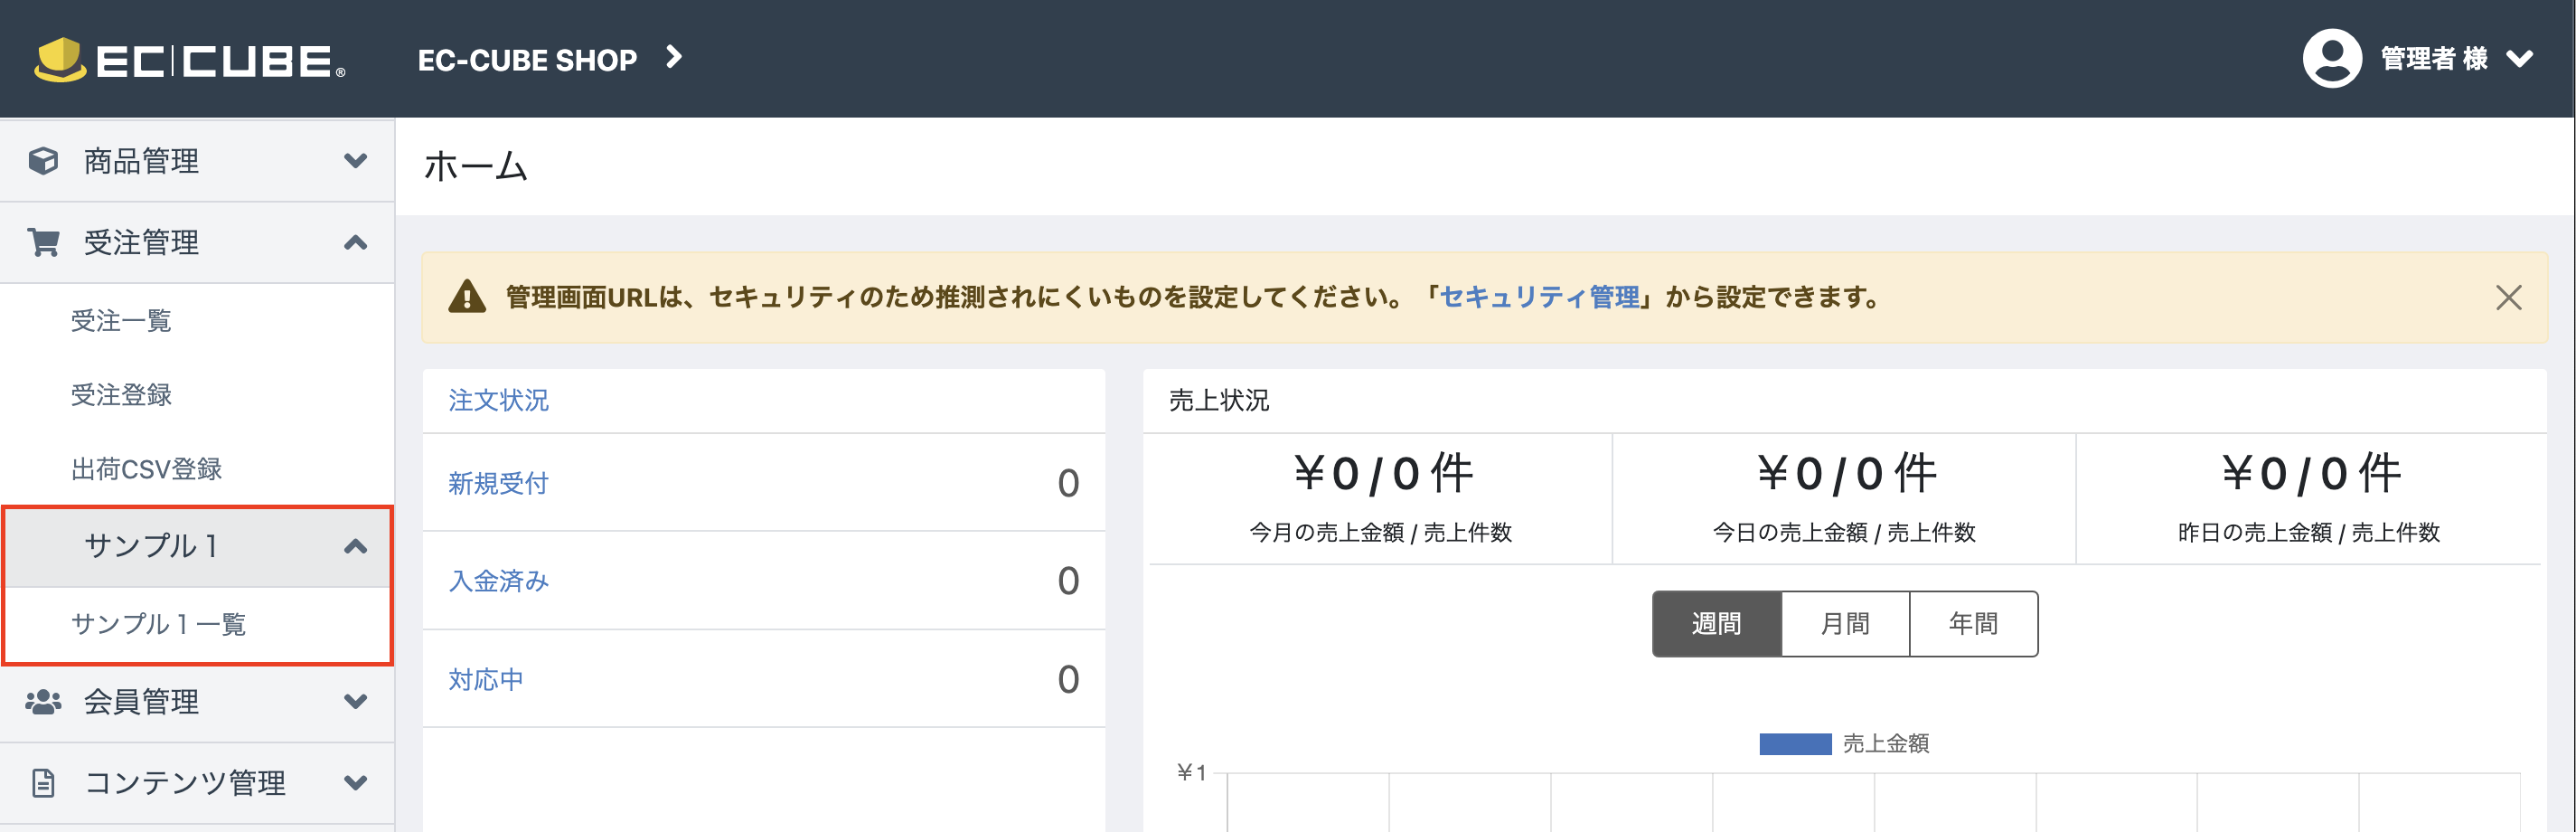 EC CUBE®
EC-CUBE SHOP
管理者 様
商品管理
受注管理
受注一覧
受注登録
出荷CSV登録
サンプル1
サンプル1一覧
会員管理
コンテンツ管理
ホーム
管理画面URLは、セキュリティのため推測されにくいものを設定してください。「セキュリティ管理」から設定できます。
注文状況
新規受付 0
入金済み 0
対応中 0
売上状況
¥0 / 0 件
今月の売上金額 / 売上件数
¥0 / 0 件
今日の売上金額 / 売上件数
¥0 / 0 件
昨日の売上金額 / 売上件数
週間 月間 年間
売上金額
¥1